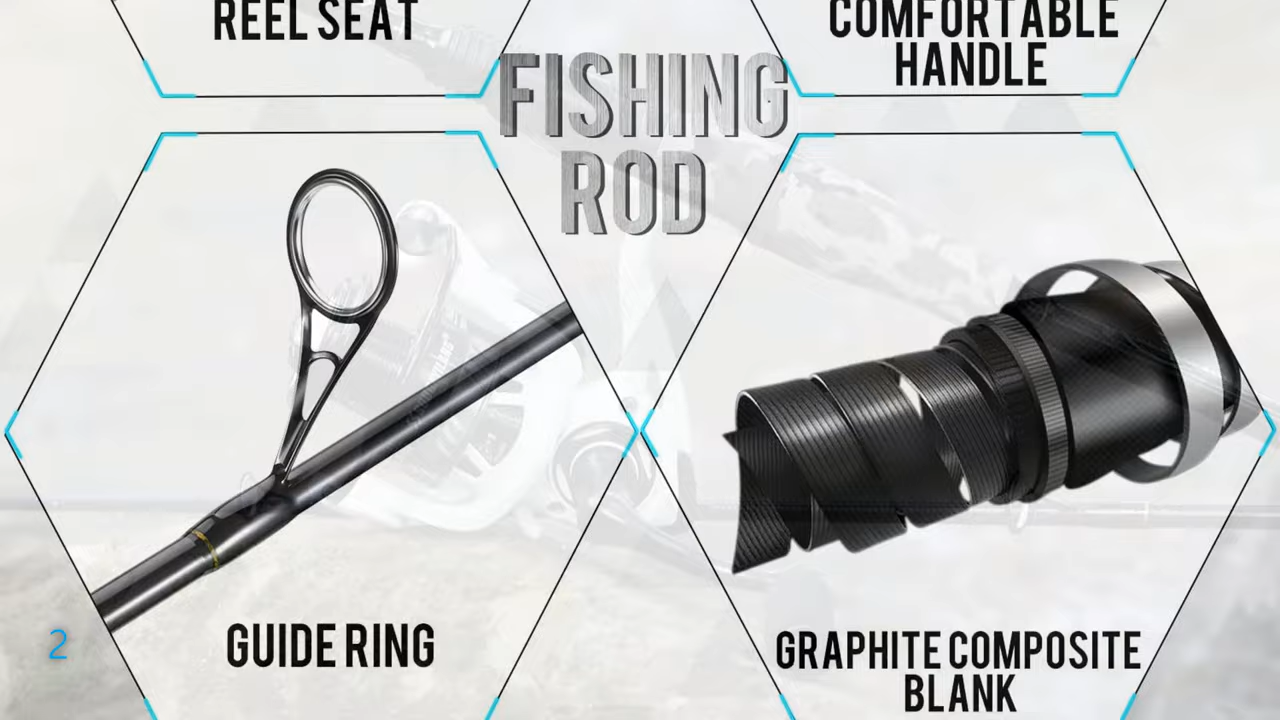 REEL SEAT
COMFORTABLE
HANDLE
FISHING
ROD
GUIDE RING
GRAPHITE COMPOSITE
BLANK
2